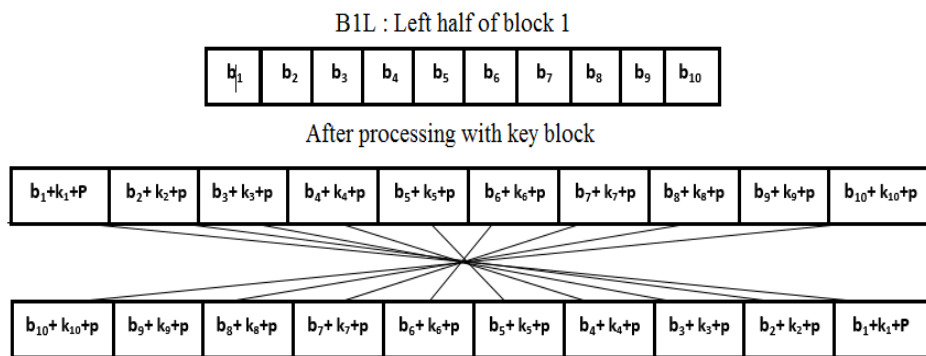 B1L : Left half of block 1
b₁ b₂ b₃ b₄ b₅ b₆ b₇ b₈ b₉ b₁₀
After processing with key block
b₁+k₁+P b₂+ k₂+p b₃+ k₃+p b₄+ k₄+p b₅+ k₅+p b₆+ k₆+p b₇+ k₇+p b₈+ k₈+p b₉+ k₉+p b₁₀+ k₁₀+p
b₁₀+ k₁₀+p b₉+ k₉+p b₈+ k₈+p b₇+ k₇+p b₆+ k₆+p b₅+ k₅+p b₄+ k₄+p b₃+ k₃+p b₂+ k₂+p b₁+k₁+P